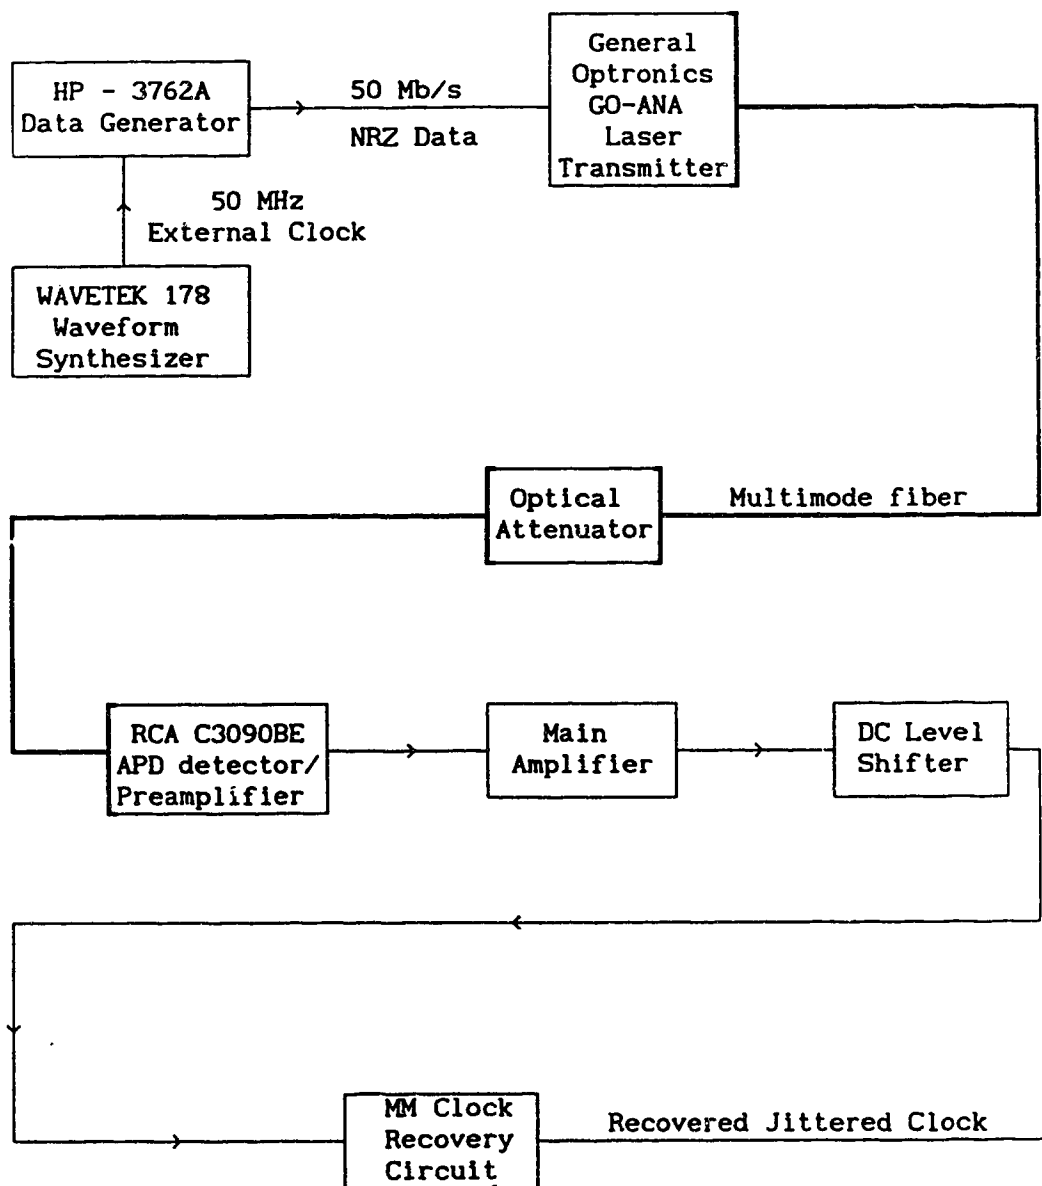 HP - 3762A
Data Generator
50 Mb/s
NRZ Data
General
Optronics
GO-ANA
Laser
Transmitter
50 MHz
External Clock
WAVETEK 178
Waveform
Synthesizer
Optical
Attenuator
Multimode fiber
RCA C3090BE
APD detector/
Preamplifier
Main
Amplifier
DC Level
Shifter
MM Clock
Recovery
Circuit
Recovered Jittered Clock